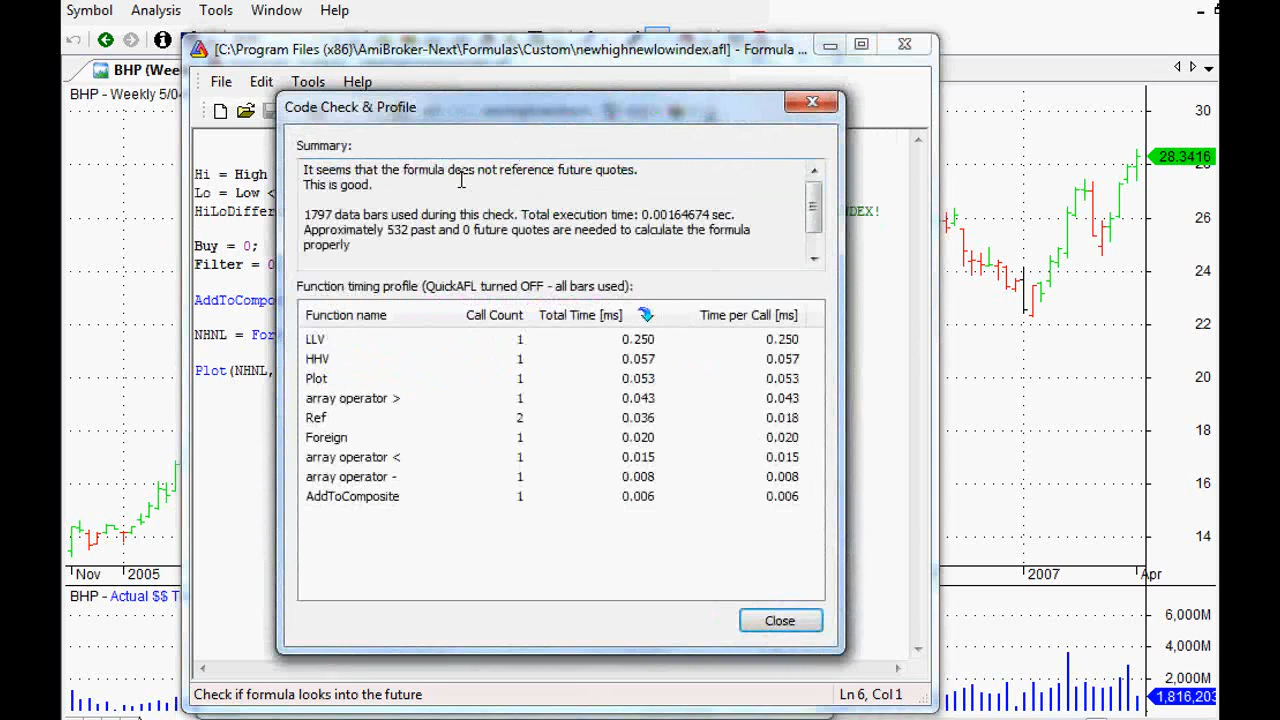 Symbol Analysis Tools Window Help
[C:\Program Files (x86)\AmiBroker-Next\Formulas\Custom\newhighnewlowindex.afl] - Formula ...
BHP (Wee
BHP - Weekly 5/0
File Edit Tools Help
Code Check & Profile
Summary:
It seems that the formula does not reference future quotes.
This is good.
1797 data bars used during this check. Total execution time: 0.00164674 sec.
Approximately 532 past and 0 future quotes are needed to calculate the formula
properly
Function timing profile (QuickAFL turned OFF - all bars used):
Function name Call Count Total Time [ms] Time per Call [ms]
LLV 1 0.250 0.250
HHV 1 0.057 0.057
Plot 1 0.053 0.053
array operator > 1 0.043 0.043
Ref 2 0.036 0.018
Foreign 1 0.020 0.020
array operator < 1 0.015 0.015
array operator - 1 0.008 0.008
AddToComposite 1 0.006 0.006
Close
Hi = High
Lo = Low <
HiLoDiffer
NDEX!
Buy = 0;
Filter = 0
AddToCompo
NHNL = For
Plot(NHNL,
Check if formula looks into the future
Ln 6, Col 1
30
28.3416
28
26
24
22
20
18
16
14
Nov 2005 2007 Apr
BHP - Actual $$ T
6,000M
4,000M
2,000M
1,816,203